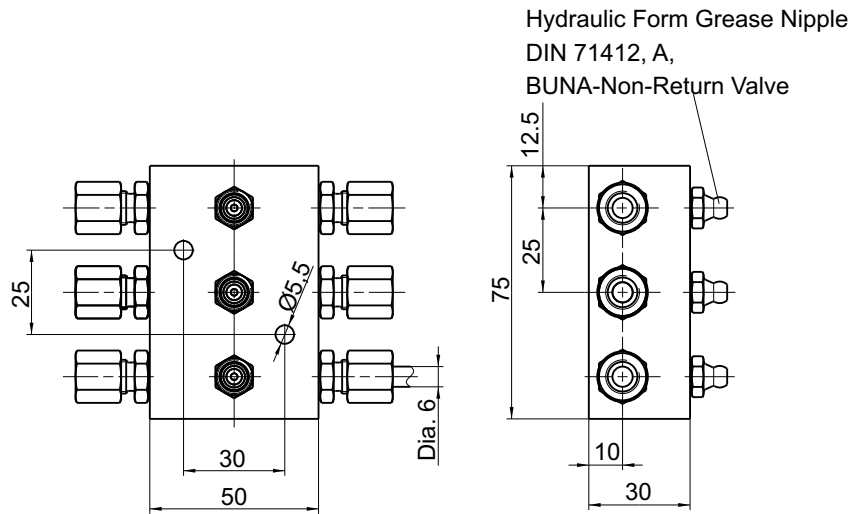 Hydraulic Form Grease Nipple
DIN 71412, A,
BUNA-Non-Return Valve
12.5
25
75
25
Ø5,5
Dia. 6
30
50
10
30